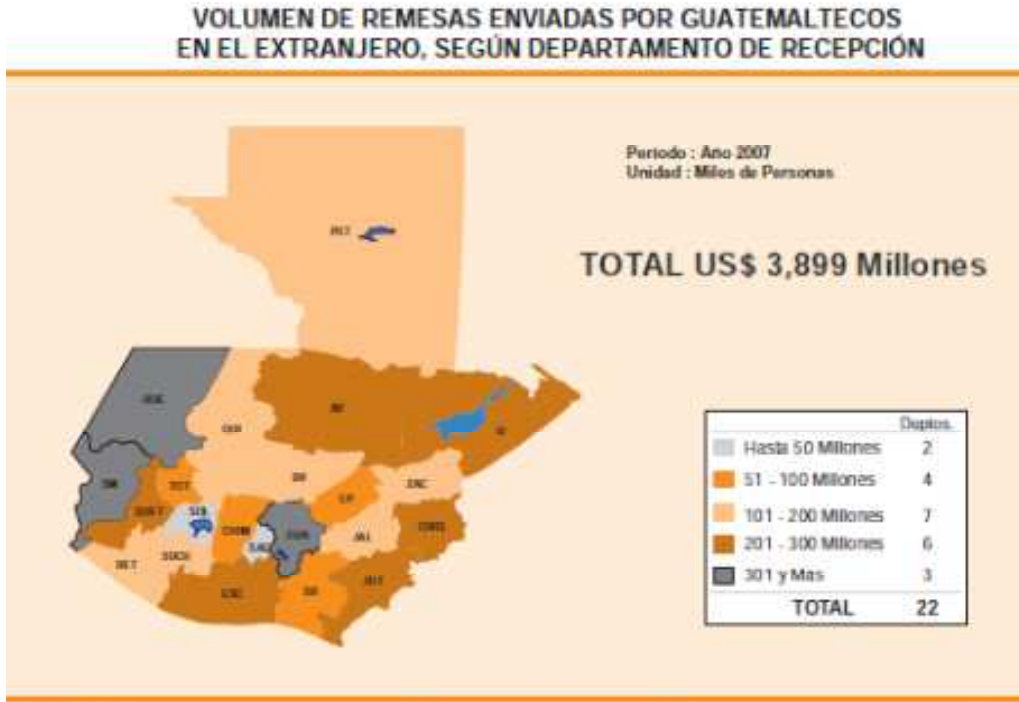 VOLUMEN DE REMESAS ENVIADAS POR GUATEMALTECOS
EN EL EXTRANJERO, SEGÚN DEPARTAMENTO DE RECEPCIÓN
Periodo : Año 2007
Unidad : Miles de Personas
TOTAL US$ 3,899 Millones
PET
HUE
QUI
AV
IZ
SM
TOT
BV
QUET
SOL
CHIM
EP
ZAC
SAC
GUA
JAL
CHIQ
RET
SUCH
ESC
SR
JUT
Deptos.
Hasta 50 Millones 2
51 - 100 Millones 4
101 - 200 Millones 7
201 - 300 Millones 6
301 y Mas 3
TOTAL 22